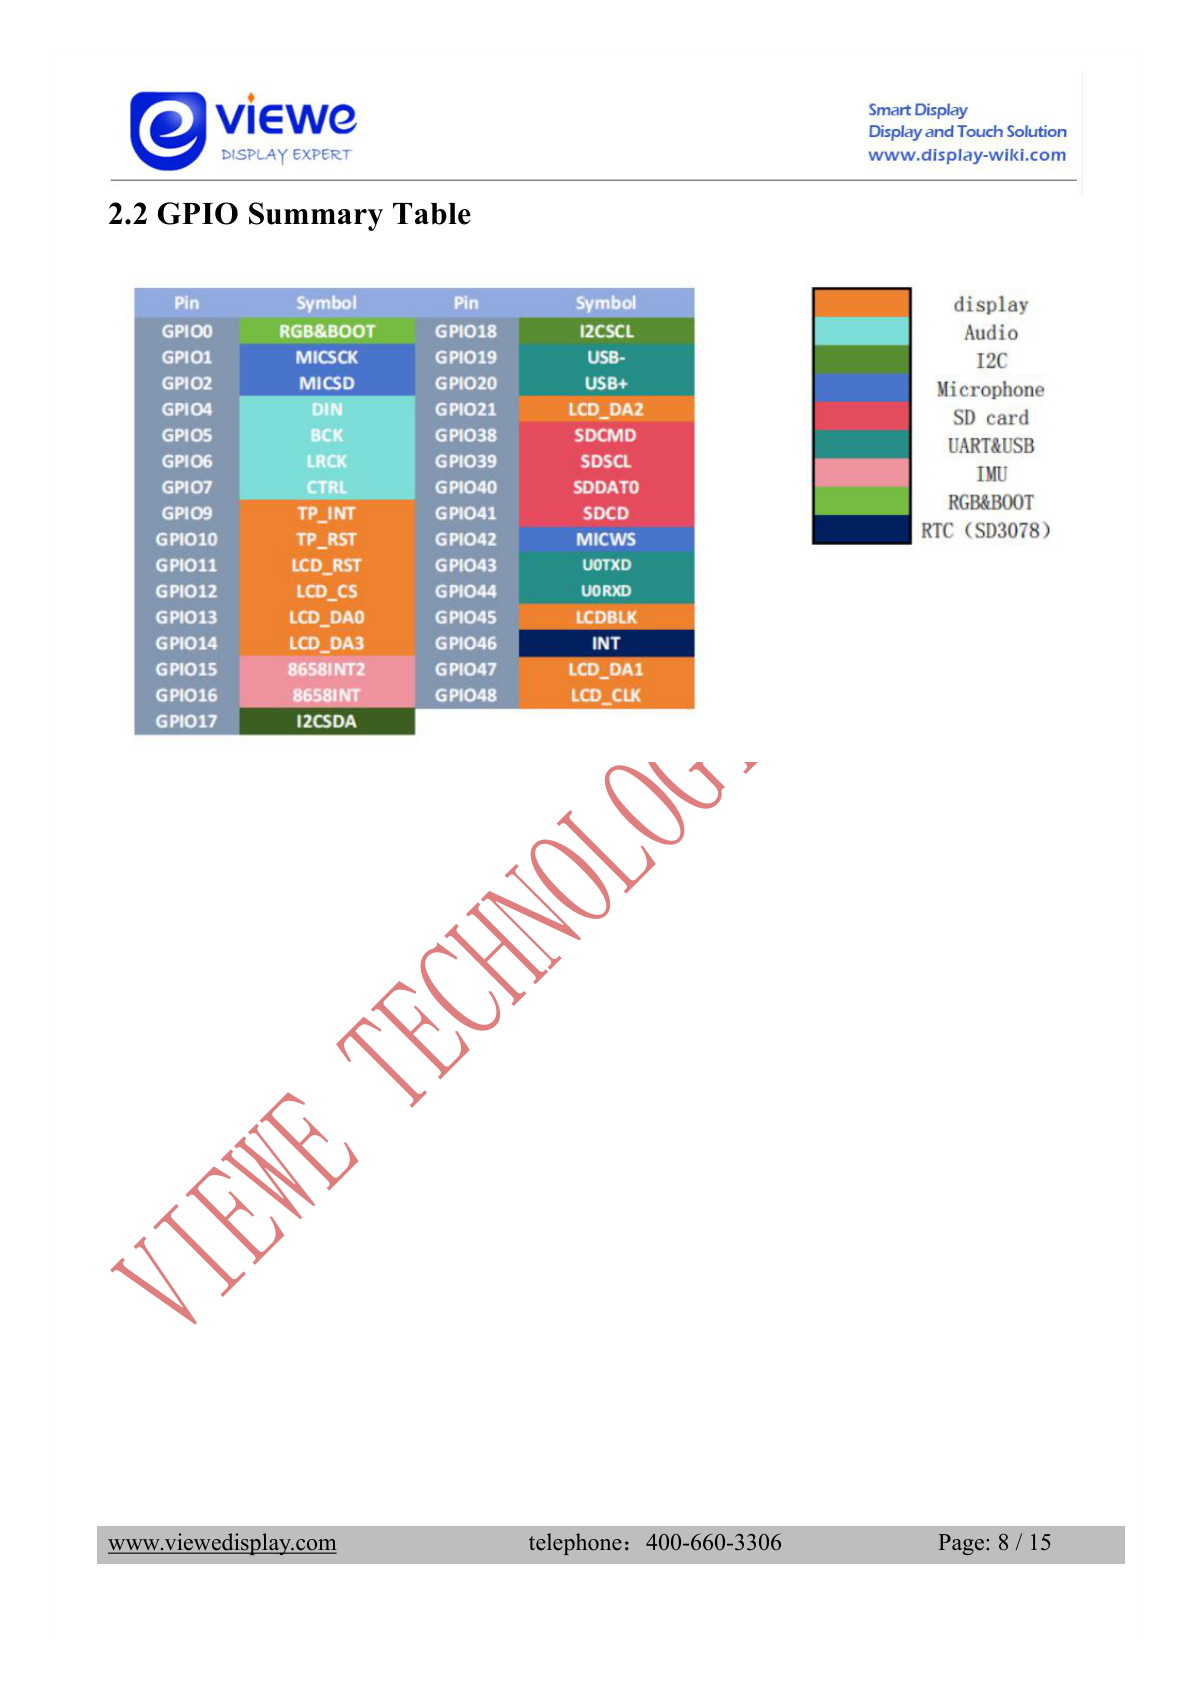 VIEWE
DISPLAY EXPERT
Smart Display
Display and Touch Solution
www.display-wiki.com
2.2 GPIO Summary Table
Pin Symbol Pin Symbol
GPIO0 RGB&BOOT GPIO18 I2CSCL
GPIO1 MICSCK GPIO19 USB-
GPIO2 MICSD GPIO20 USB+
GPIO4 DIN GPIO21 LCD_DA2
GPIO5 BCK GPIO38 SDCMD
GPIO6 LRCK GPIO39 SDSCL
GPIO7 CTRL GPIO40 SDDAT0
GPIO9 TP_INT GPIO41 SDCD
GPIO10 TP_RST GPIO42 MICWS
GPIO11 LCD_RST GPIO43 U0TXD
GPIO12 LCD_CS GPIO44 U0RXD
GPIO13 LCD_DA0 GPIO45 LCDBLK
GPIO14 LCD_DA3 GPIO46 INT
GPIO15 8658INT2 GPIO47 LCD_DA1
GPIO16 8658INT GPIO48 LCD_CLK
GPIO17 I2CSDA
display
Audio
I2C
Microphone
SD card
UART&USB
IMU
RGB&BOOT
RTC（SD3078）
VIEWE TECHNOLOGY
www.viewedisplay.com telephone：400-660-3306 Page: 8 / 15